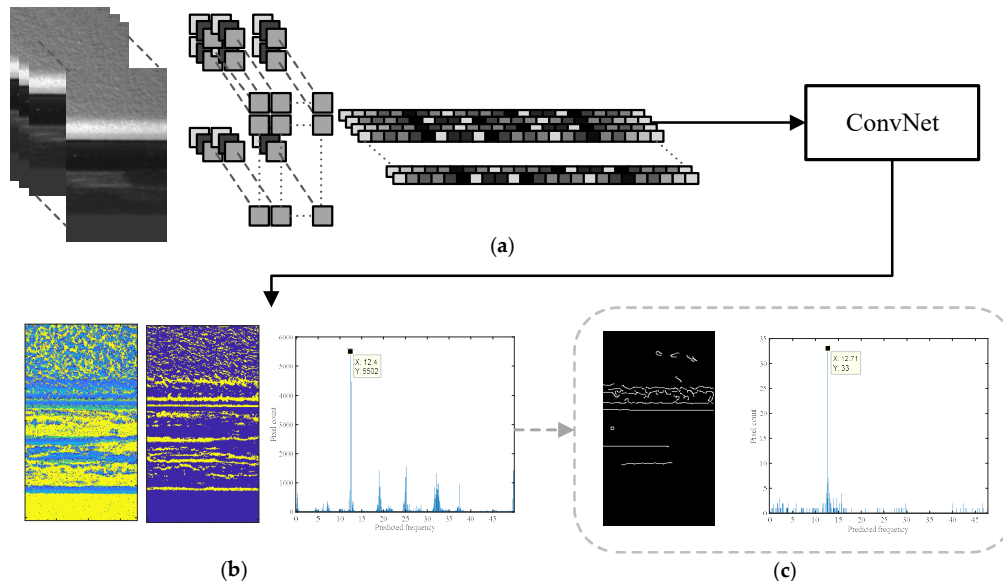 ConvNet
(a)
6000
5000
4000
3000
2000
1000
0
Pixel count
X: 12.4
Y: 5502
0 5 10 15 20 25 30 35 40 45
Predicted frequency
35
30
25
20
15
10
5
0
Pixel count
X: 12.71
Y: 33
0 5 10 15 20 25 30 35 40 45
Predicted frequency
(b)
(c)